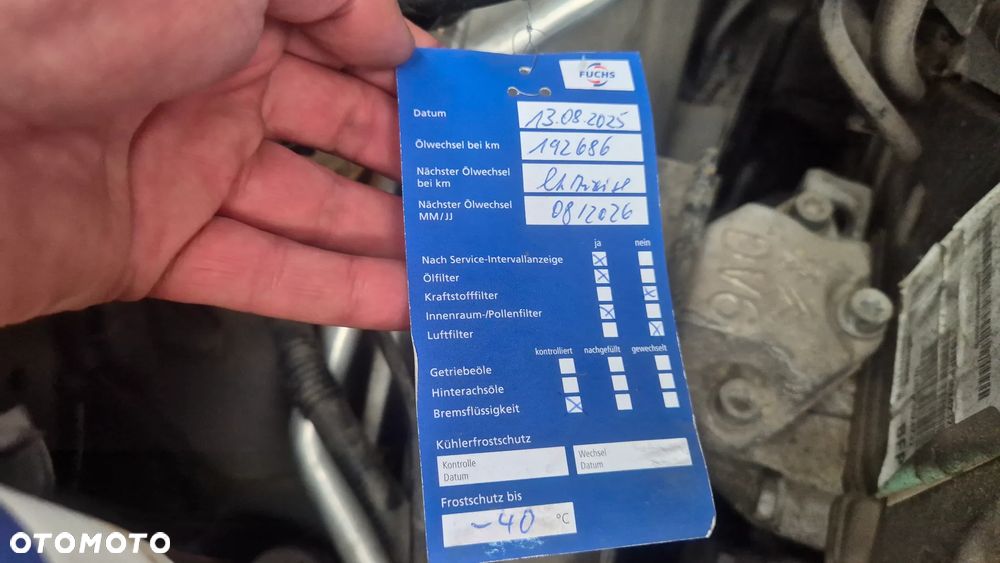 FUCHS
Datum 13.08.2025
Ölwechsel bei km 192686
Nächster Ölwechsel
bei km
Nächster Ölwechsel 08/2026
MM/JJ
ja nein
Nach Service-Intervallanzeige
Ölfilter
Kraftstofffilter
Innenraum-/Pollenfilter
Luftfilter
kontrolliert nachgefüllt gewechselt
Getriebeöle
Hinterachsöle
Bremsflüssigkeit
Kühlerfrostschutz
Kontrolle
Datum
Wechsel
Datum
Frostschutz bis
-40 °C
OTOMOTO